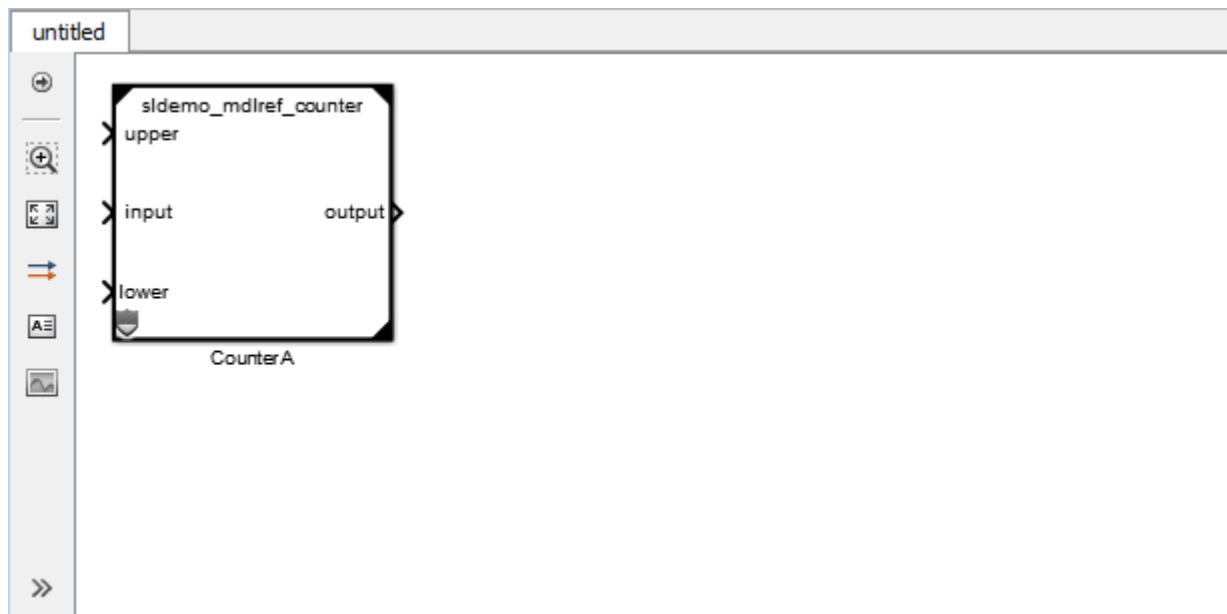 untitled
sldemo_mdlref_counter
upper
input
output
lower
CounterA